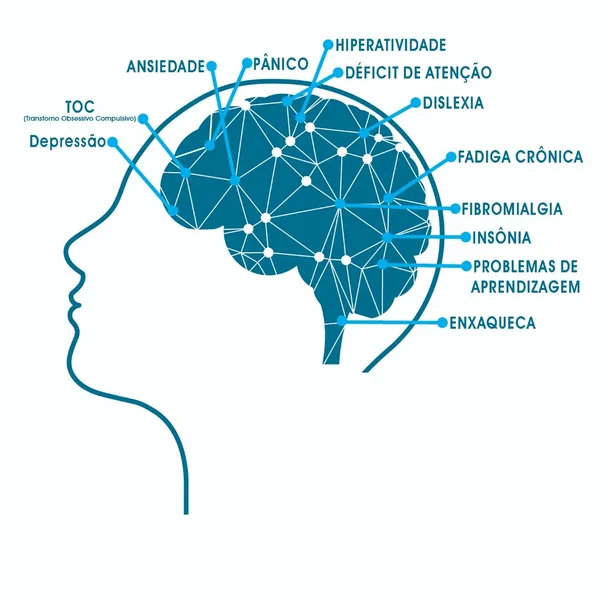 HIPERATIVIDADE
PÂNICO
ANSIEDADE
DÉFICIT DE ATENÇÃO
TOC
(Transtorno Obsessivo Compulsivo)
DISLEXIA
Depressão
FADIGA CRÔNICA
FIBROMIALGIA
INSÔNIA
PROBLEMAS DE
APRENDIZAGEM
ENXAQUECA